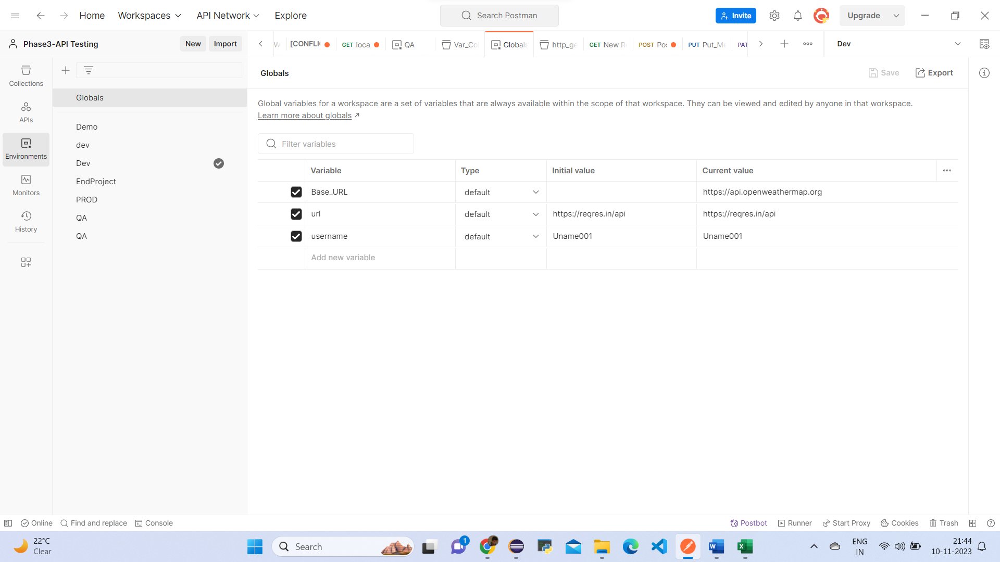 Home
Workspaces
API Network
Explore
Search Postman
Invite
Upgrade
Phase3-API Testing
New
Import
[CONFLI
GET loca
QA
Var_Co
Globals
http_ge
GET New R
POST Pos
PUT Put_Me
PAT
Dev
Collections
APIs
Environments
Monitors
History
Globals
Demo
dev
Dev
EndProject
PROD
QA
QA
Globals
Save
Export
Global variables for a workspace are a set of variables that are always available within the scope of that workspace. They can be viewed and edited by anyone in that workspace.
Learn more about globals ↗
Filter variables
Variable Type Initial value Current value
Base_URL default https://api.openweathermap.org
url default https://reqres.in/api https://reqres.in/api
username default Uname001 Uname001
Add new variable
Online
Find and replace
Console
Postbot
Runner
Start Proxy
Cookies
Trash
22°C
Clear
Search
1
ENG
IN
21:44
10-11-2023